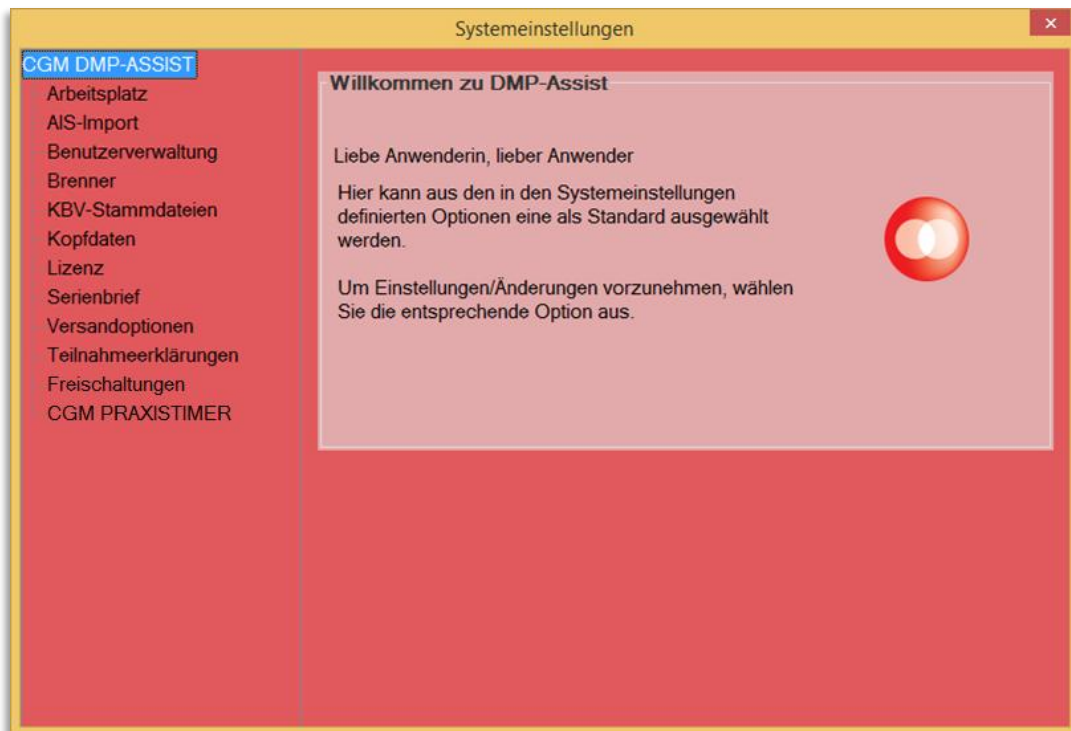 Systemeinstellungen
CGM DMP-ASSIST
Arbeitsplatz
AIS-Import
Benutzerverwaltung
Brenner
KBV-Stammdateien
Kopfdaten
Lizenz
Serienbrief
Versandoptionen
Teilnahmeerklärungen
Freischaltungen
CGM PRAXISTIMER
Willkommen zu DMP-Assist
Liebe Anwenderin, lieber Anwender
Hier kann aus den in den Systemeinstellungen
definierten Optionen eine als Standard ausgewählt
werden.
Um Einstellungen/Änderungen vorzunehmen, wählen
Sie die entsprechende Option aus.